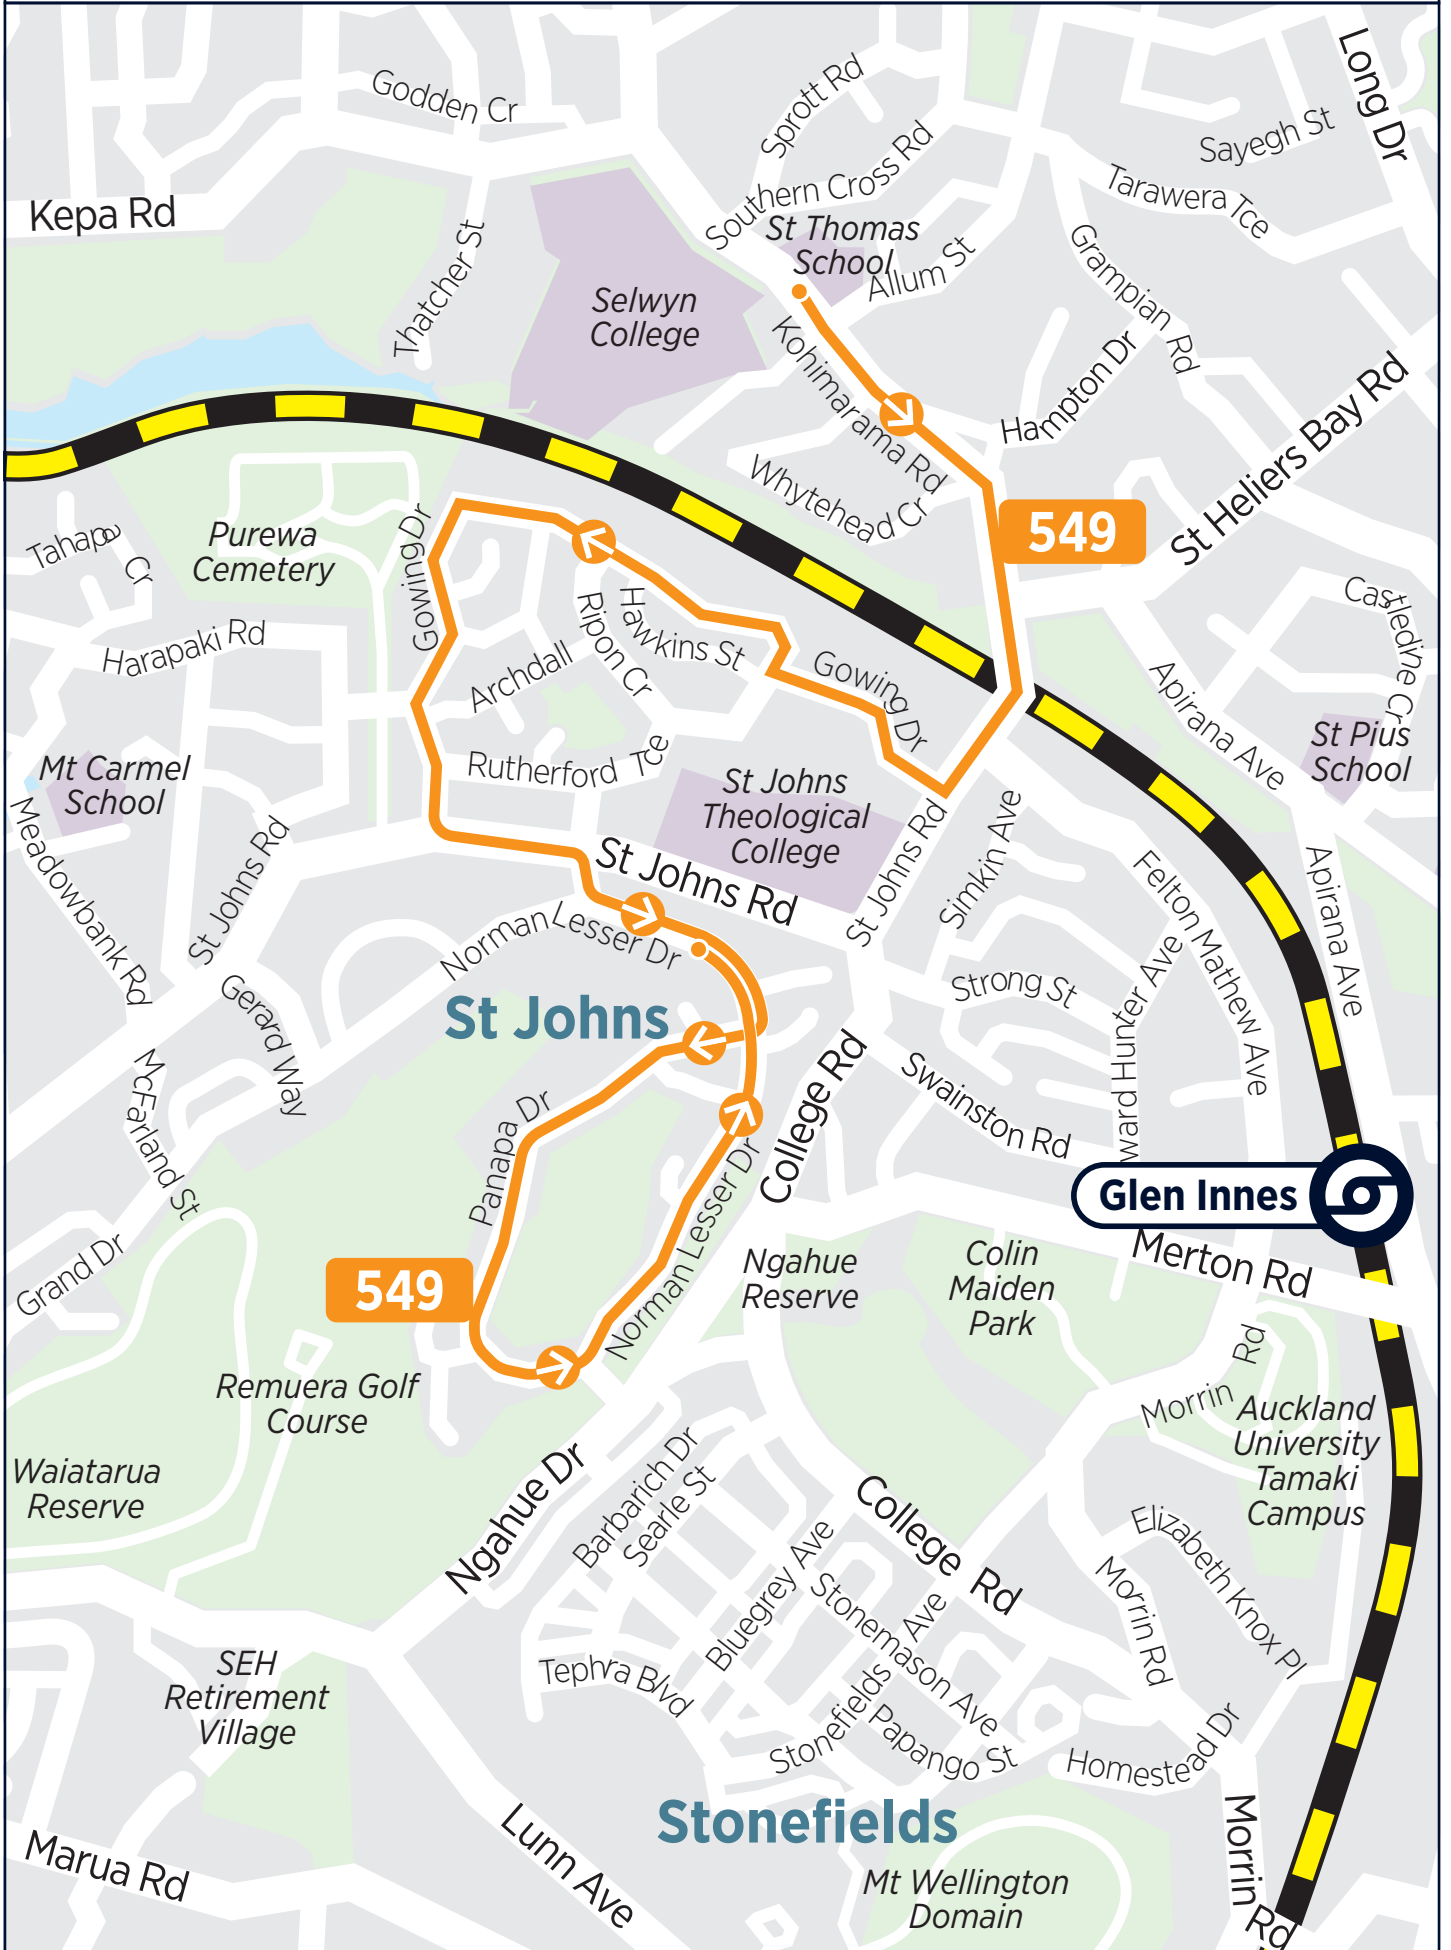 Godden Cr
Sprott Rd
Long Dr
Sayegh St
Southern Cross Rd
Tarawera Tce
Kepa Rd
St Thomas
School
Allum St
Thatcher St
Grampian Rd
Selwyn
College
Kohimarama Rd
Hampton Dr
St Heliers Bay Rd
Whytehead Cr
549
Tahapa Cr
Purewa
Cemetery
Gowing Dr
Castledine Cr
Harapaki Rd
Archdall
Ripon Cr
Hawkins St
Gowing Dr
Apirana Ave
St Pius
School
Mt Carmel
School
Rutherford Tce
St Johns
Theological
College
Meadowbank Rd
St Johns Rd
St Johns Rd
St Johns Rd
Simkin Ave
Felton Mathew Ave
Apirana Ave
Norman Lesser Dr
Gerard Way
St Johns
Strong St
ward Hunter Ave
McFarland St
College Rd
Swainston Rd
Panapa Dr
Norman Lesser Dr
Glen Innes
Grand Dr
549
Ngahue
Reserve
Colin
Maiden
Park
Merton Rd
Remuera Golf
Course
Morrin Rd
Auckland
University
Tamaki
Campus
Waiatarua
Reserve
Ngahue Dr
Barbarich Dr
Searle St
College Rd
Bluegrey Ave
Stonemason Ave
Elizabeth Knox Pl
Morrin Rd
SEH
Retirement
Village
Tephra Blvd
Stonefields Ave
Papango St
Homestead Dr
Stonefields
Lunn Ave
Marua Rd
Mt Wellington
Domain
Morrin Rd